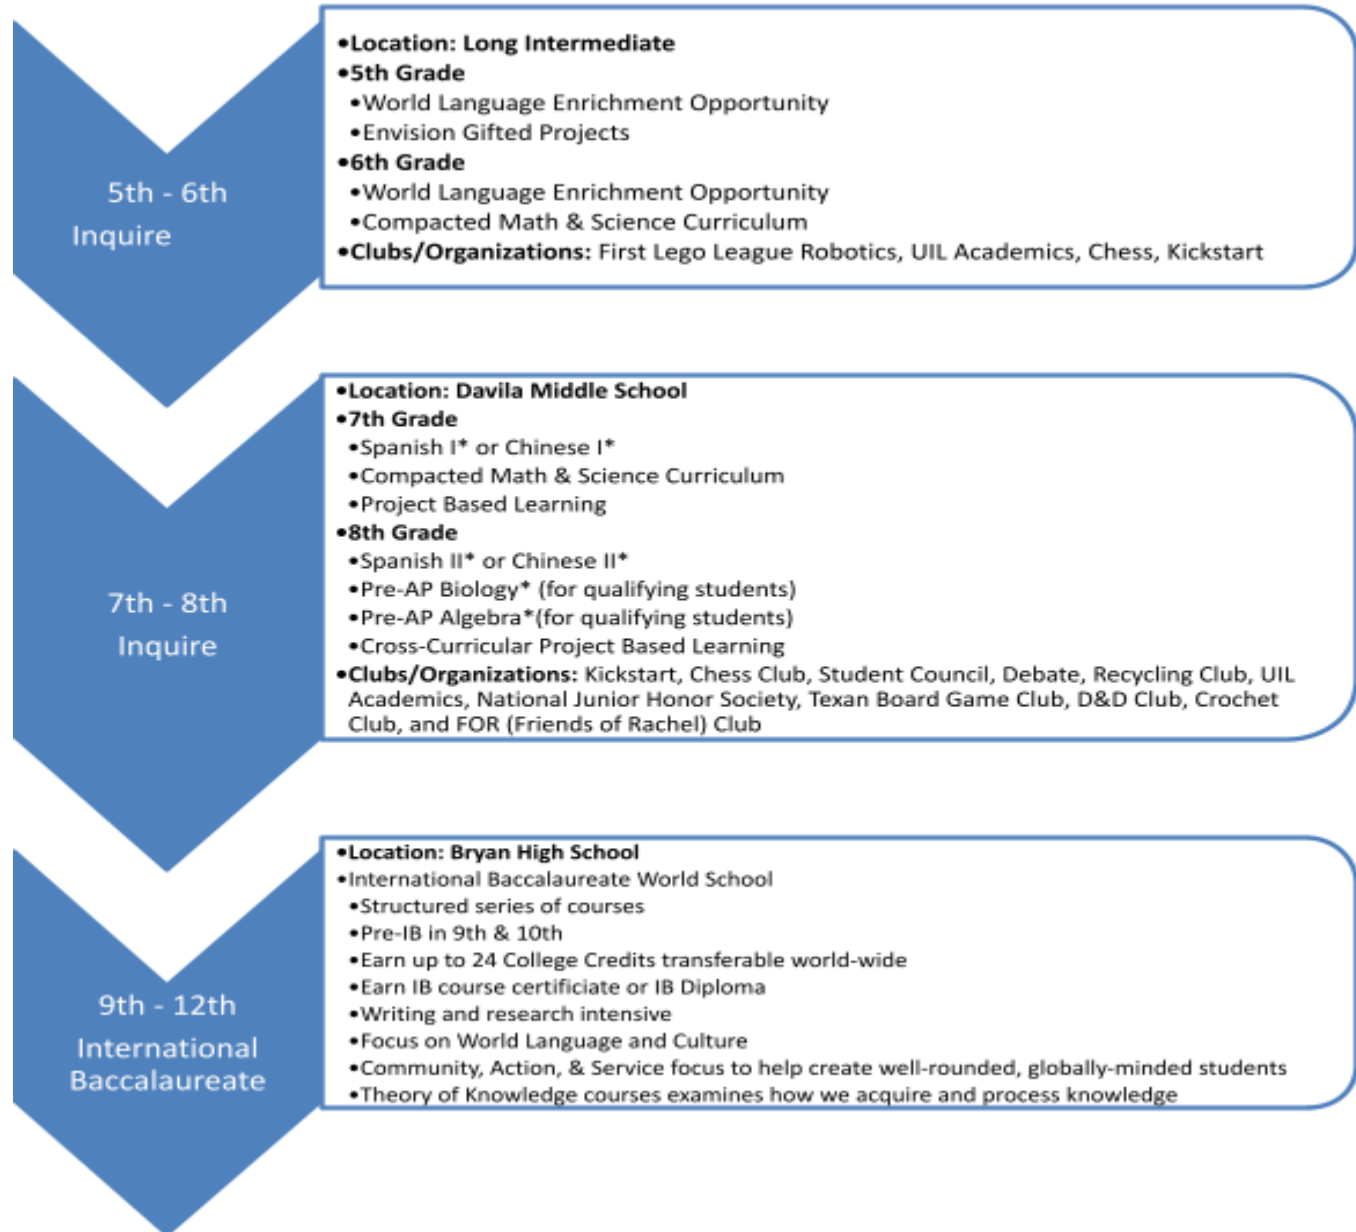 5th - 6th
Inquire
•Location: Long Intermediate
•5th Grade
•World Language Enrichment Opportunity
•Envision Gifted Projects
•6th Grade
•World Language Enrichment Opportunity
•Compacted Math & Science Curriculum
•Clubs/Organizations: First Lego League Robotics, UIL Academics, Chess, Kickstart
7th - 8th
Inquire
•Location: Davila Middle School
•7th Grade
•Spanish I* or Chinese I*
•Compacted Math & Science Curriculum
•Project Based Learning
•8th Grade
•Spanish II* or Chinese II*
•Pre-AP Biology* (for qualifying students)
•Pre-AP Algebra*(for qualifying students)
•Cross-Curricular Project Based Learning
•Clubs/Organizations: Kickstart, Chess Club, Student Council, Debate, Recycling Club, UIL
Academics, National Junior Honor Society, Texan Board Game Club, D&D Club, Crochet
Club, and FOR (Friends of Rachel) Club
9th - 12th
International
Baccalaureate
•Location: Bryan High School
•International Baccalaureate World School
•Structured series of courses
•Pre-IB in 9th & 10th
•Earn up to 24 College Credits transferable world-wide
•Earn IB course certificiate or IB Diploma
•Writing and research intensive
•Focus on World Language and Culture
•Community, Action, & Service focus to help create well-rounded, globally-minded students
•Theory of Knowledge courses examines how we acquire and process knowledge